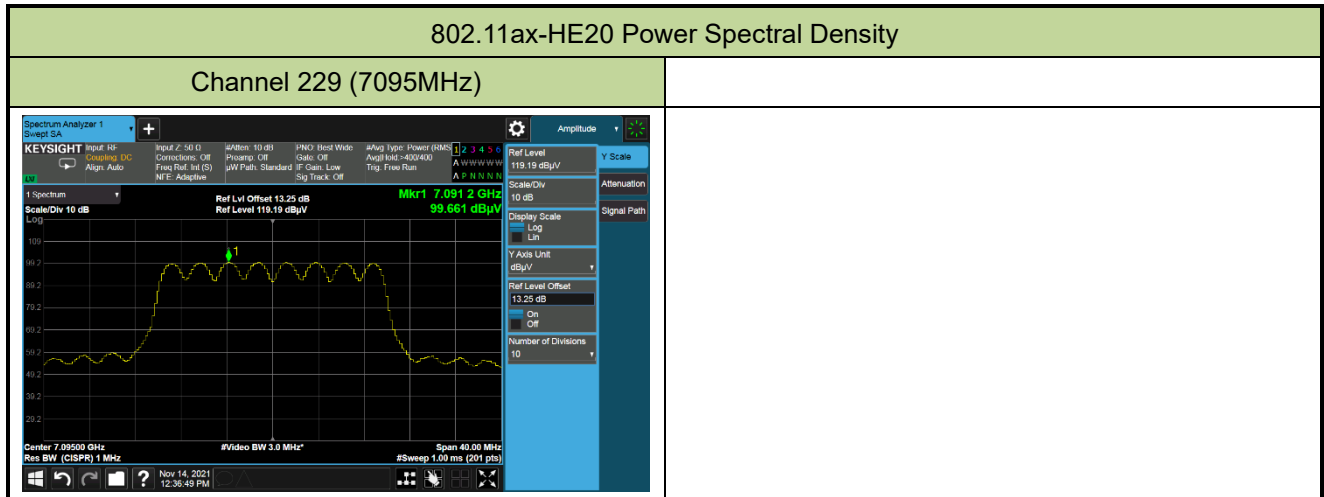 802.11ax-HE20 Power Spectral Density
Channel 229 (7095MHz)
Spectrum Analyzer 1
Swept SA
Amplitude
KEYSIGHT
Input: RF
Coupling: DC
Align: Auto
Input Z: 50 Ω
Corrections: Off
Freq Ref: Int (S)
NFE: Adaptive
#Atten: 10 dB
Preamp: Off
µW Path: Standard
PNO: Best Wide
Gate: Off
IF Gain: Low
Sig Track: Off
#Avg Type: Power (RMS
Avg|Hold:>400/400
Trig: Free Run
1 2 3 4 5 6
A W W W W W
A P N N N N
1 Spectrum
Scale/Div 10 dB
Log
Ref Lvl Offset 13.25 dB
Ref Level 119.19 dBµV
Mkr1 7.091 2 GHz
99.661 dBµV
1
109
99.2
89.2
79.2
69.2
59.2
49.2
39.2
29.2
Center 7.09500 GHz
Res BW (CISPR) 1 MHz
#Video BW 3.0 MHz*
Span 40.00 MHz
#Sweep 1.00 ms (201 pts)
Ref Level
119.19 dBµV
Scale/Div
10 dB
Display Scale
Log
Lin
Y Axis Unit
dBµV
Ref Level Offset
13.25 dB
On
Off
Number of Divisions
10
Y Scale
Attenuation
Signal Path
?
Nov 14, 2021
12:36:49 PM